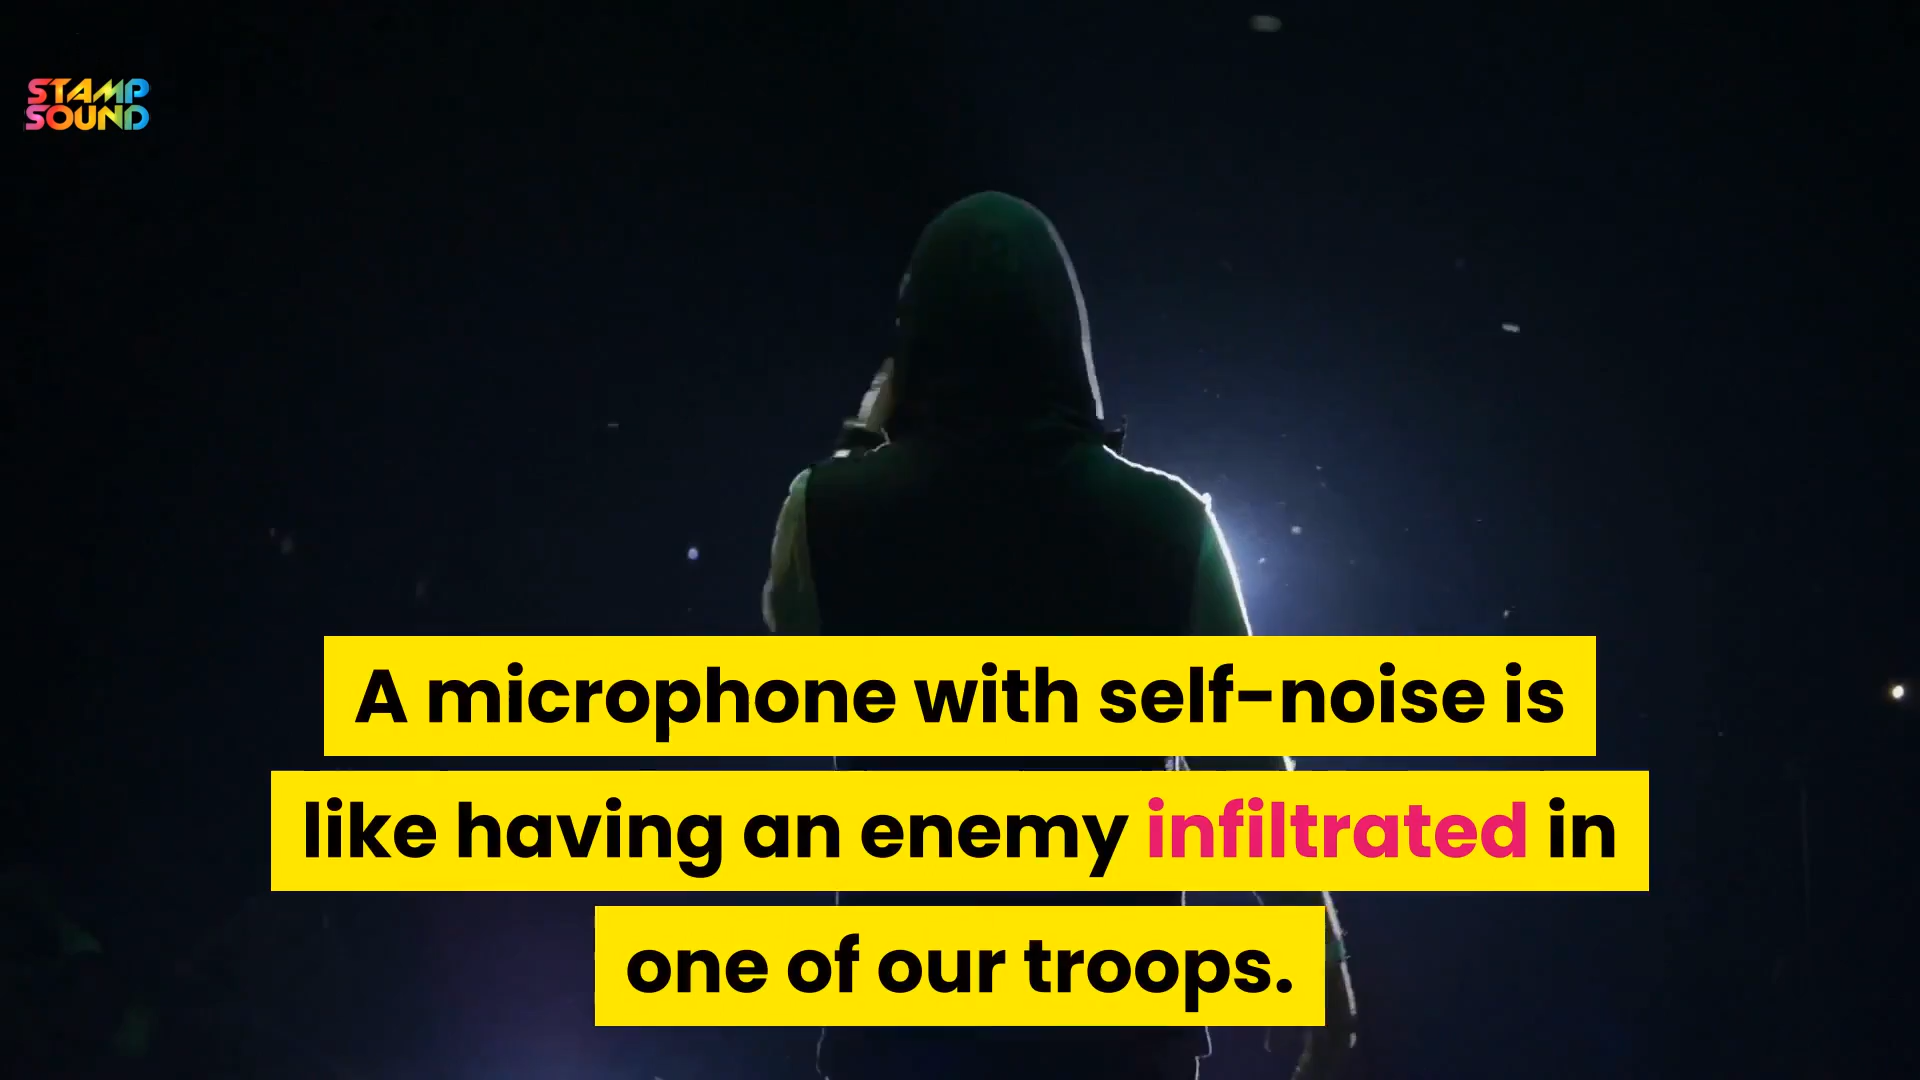 STAMP
SOUND
A microphone with self-noise is
like having an enemy infiltrated in
one of our troops.